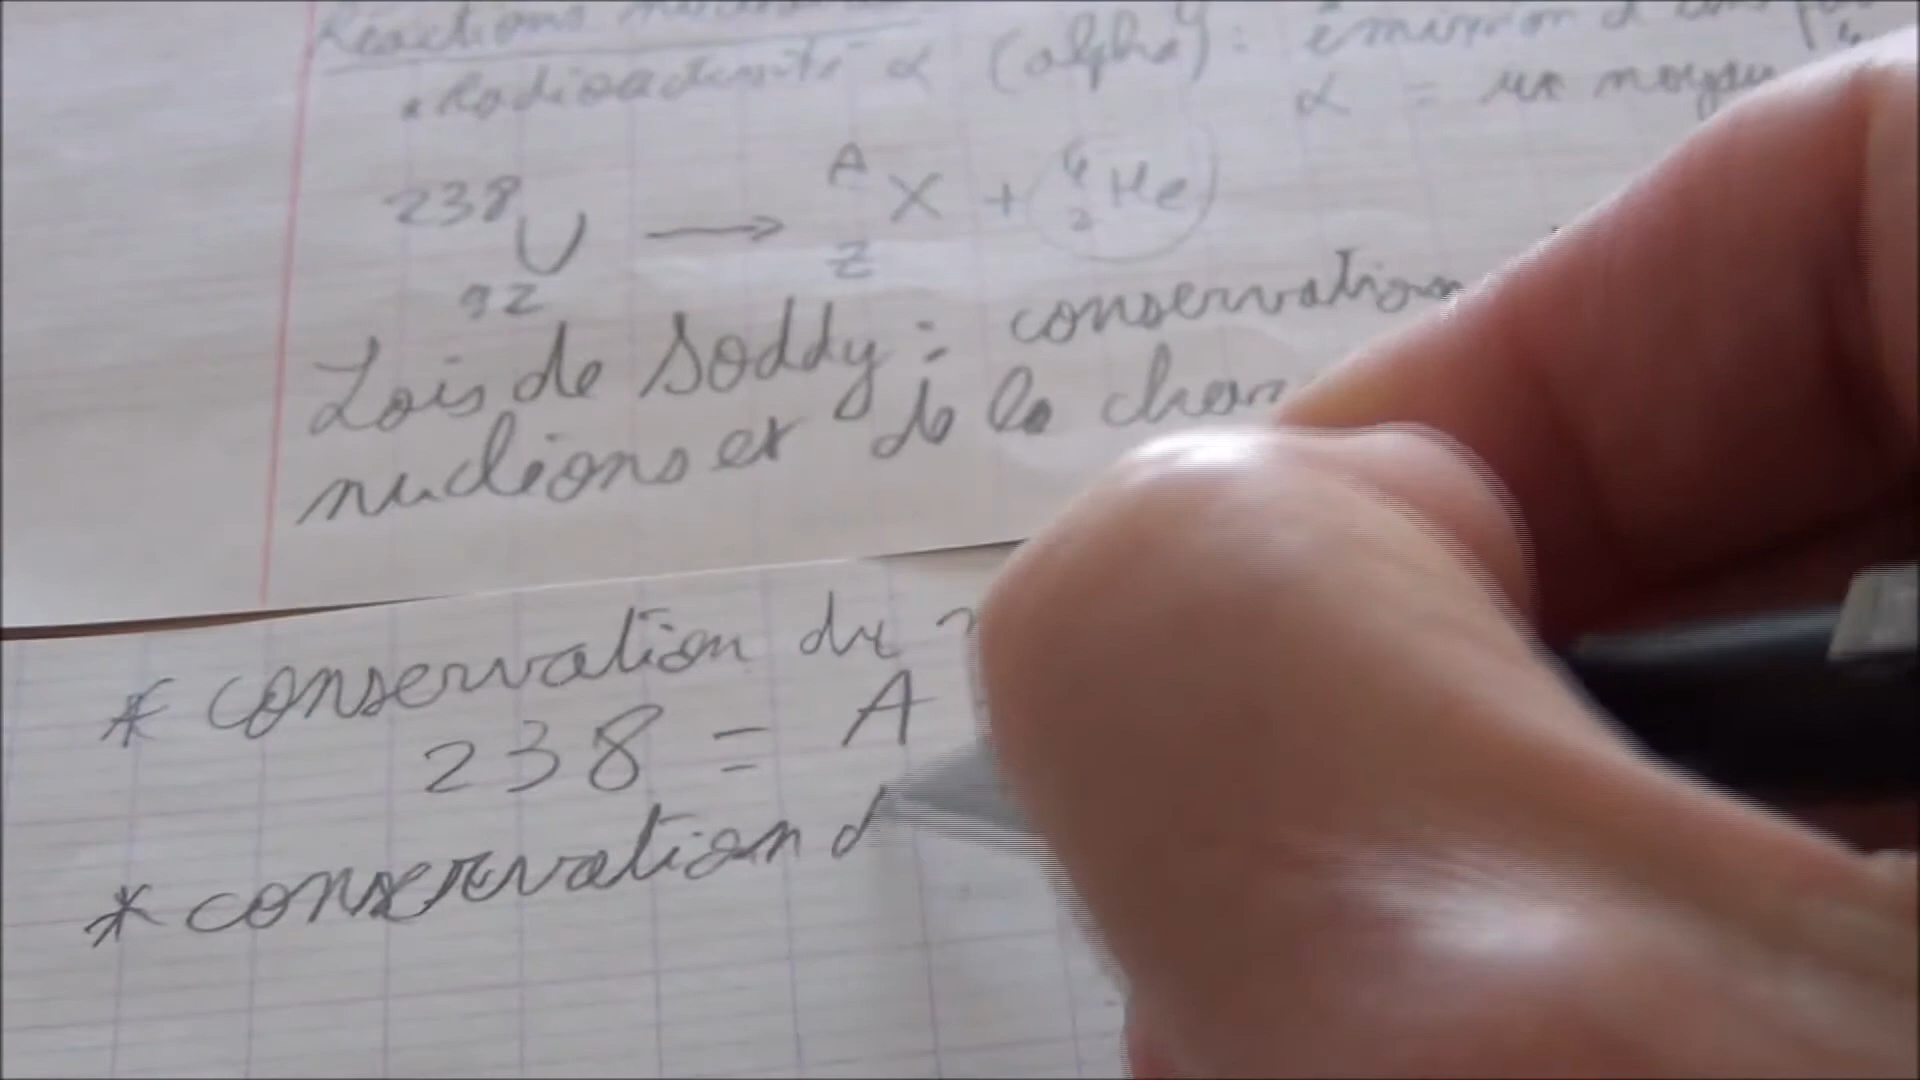 Réactions
• Radioactivité α (alpha) : émission α
α = un noyau
238 A 4
U → X + He
92 Z 2
Lois de Soddy : conservation
nucléons et de la
* conservation du
238 = A
* conservation d